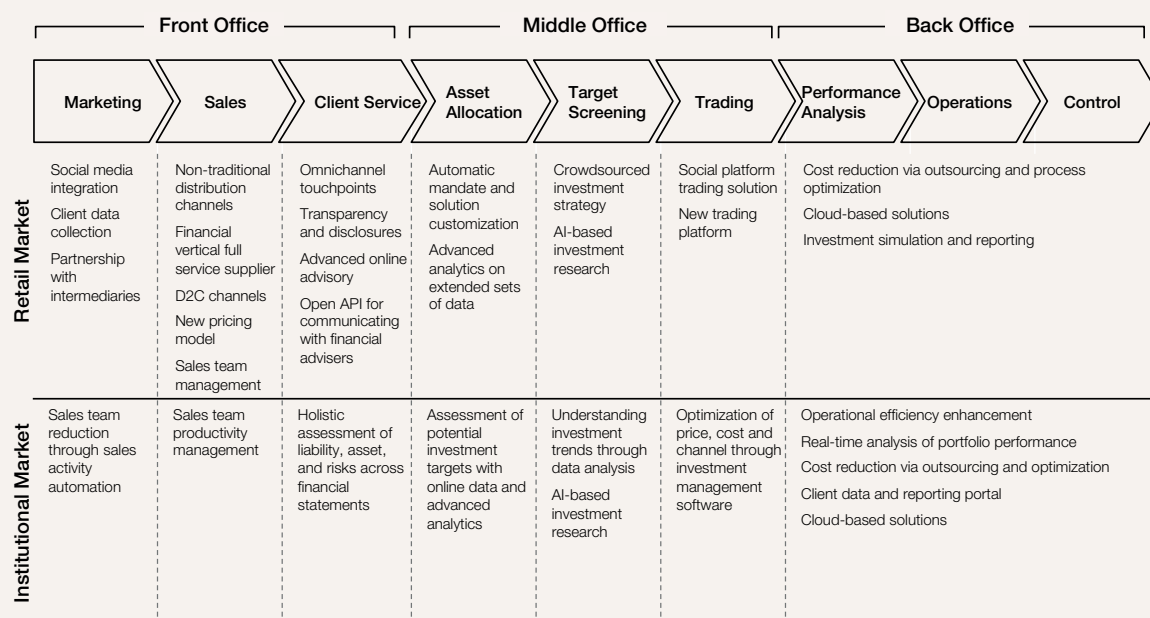 Front Office
Middle Office
Back Office
Marketing
Sales
Client Service
Asset
Allocation
Target
Screening
Trading
Performance
Analysis
Operations
Control
Retail Market
Social media
integration
Client data
collection
Partnership
with
intermediaries
Non-traditional
distribution
channels
Financial
vertical full
service supplier
D2C channels
New pricing
model
Sales team
management
Omnichannel
touchpoints
Transparency
and disclosures
Advanced online
advisory
Open API for
communicating
with financial
advisers
Automatic
mandate and
solution
customization
Advanced
analytics on
extended sets
of data
Crowdsourced
investment
strategy
AI-based
investment
research
Social platform
trading solution
New trading
platform
Cost reduction via outsourcing and process
optimization
Cloud-based solutions
Investment simulation and reporting
Institutional Market
Sales team
reduction
through sales
activity
automation
Sales team
productivity
management
Holistic
assessment of
liability, asset,
and risks across
financial
statements
Assessment of
potential
investment
targets with
online data and
advanced
analytics
Understanding
investment
trends through
data analysis
AI-based
investment
research
Optimization of
price, cost and
channel through
investment
management
software
Operational efficiency enhancement
Real-time analysis of portfolio performance
Cost reduction via outsourcing and optimization
Client data and reporting portal
Cloud-based solutions